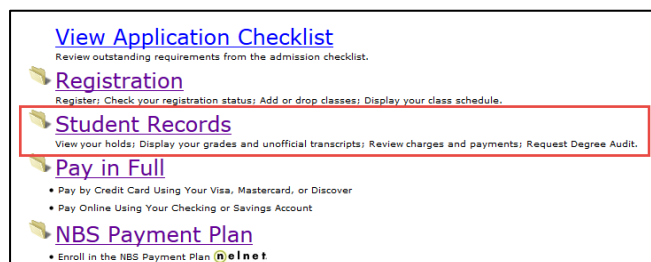 View Application Checklist
Review outstanding requirements from the admission checklist.
Registration
Register; Check your registration status; Add or drop classes; Display your class schedule.
Student Records
View your holds; Display your grades and unofficial transcripts; Review charges and payments; Request Degree Audit.
Pay in Full
• Pay by Credit Card Using Your Visa, Mastercard, or Discover
• Pay Online Using Your Checking or Savings Account
NBS Payment Plan
• Enroll in the NBS Payment Plan nelnet